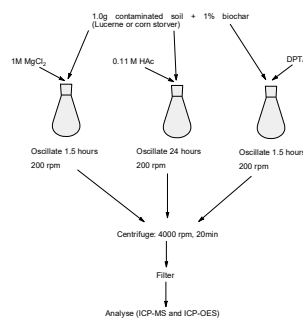 1.0g contaminated soil + 1% biochar
(Lucerne or corn storver)
1M MgCl₂
0.11 M HAc
DPT
Oscillate 1.5 hours
200 rpm
Oscillate 24 hours
200 rpm
Oscillate 1.5 hours
200 rpm
Centrifuge: 4000 rpm, 20min
Filter
Analyse (ICP-MS and ICP-OES)